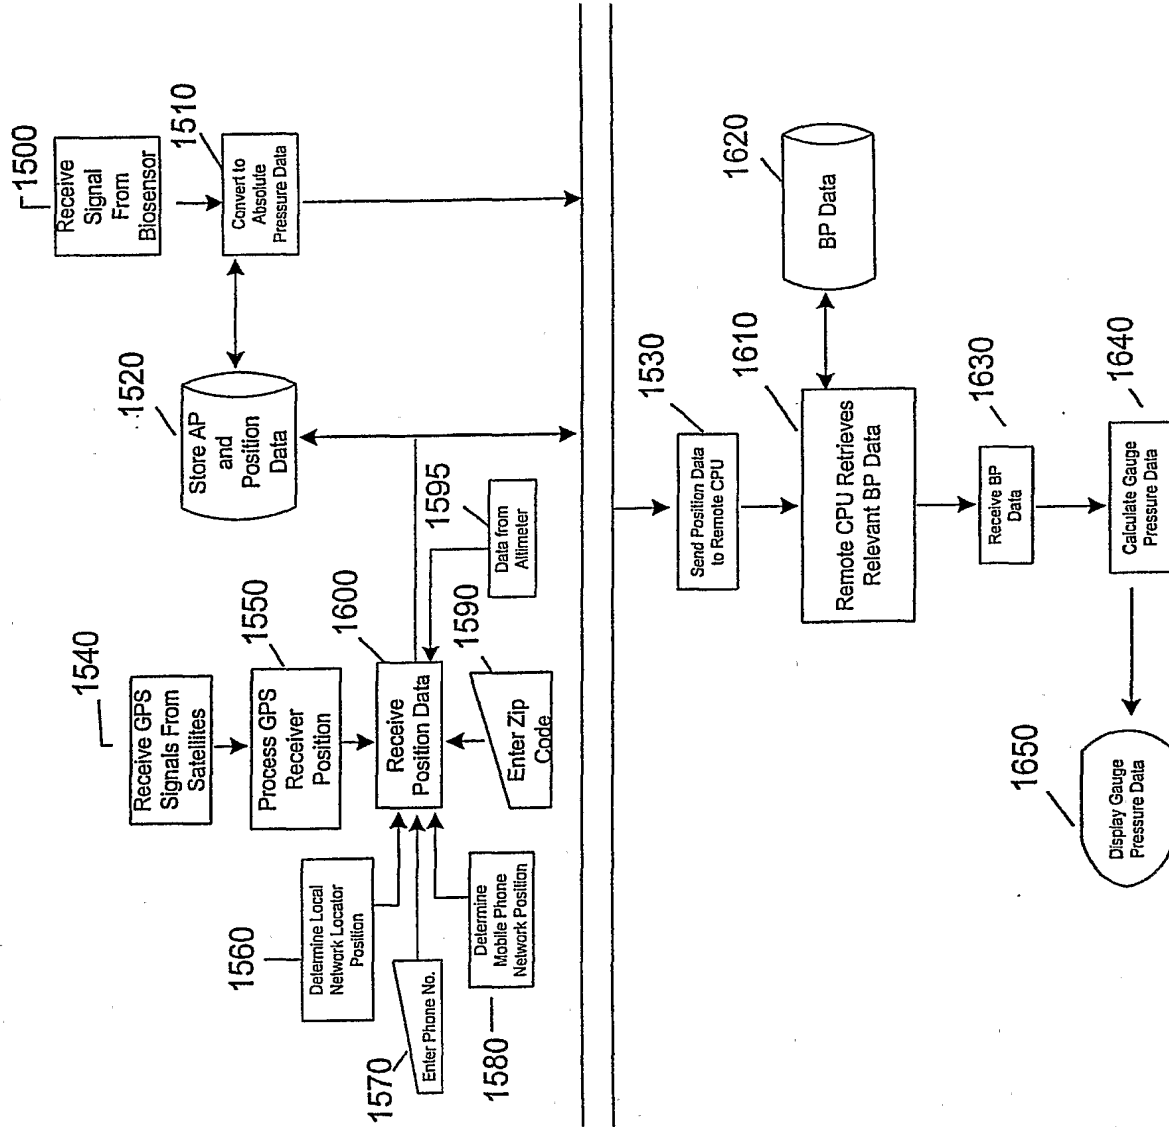 1500
Receive
Signal
From
Biosensor
1510
Convert to
Absolute
Pressure Data
1520
Store AP
and
Position
Data
1540
Receive GPS
Signals From
Satellites
1550
Process GPS
Receiver
Position
1560
Determine Local
Network Locator
Position
1570
Enter Phone No.
1580
Determine
Mobile Phone
Network Position
1600
Receive
Position Data
1590
Enter Zip
Code
1595
Data from
Altimeter
1530
Send Position Data
to Remote CPU
1610
Remote CPU Retrieves
Relevant BP Data
1620
BP Data
1630
Receive BP
Data
1640
Calculate Gauge
Pressure Data
1650
Display Gauge
Pressure Data